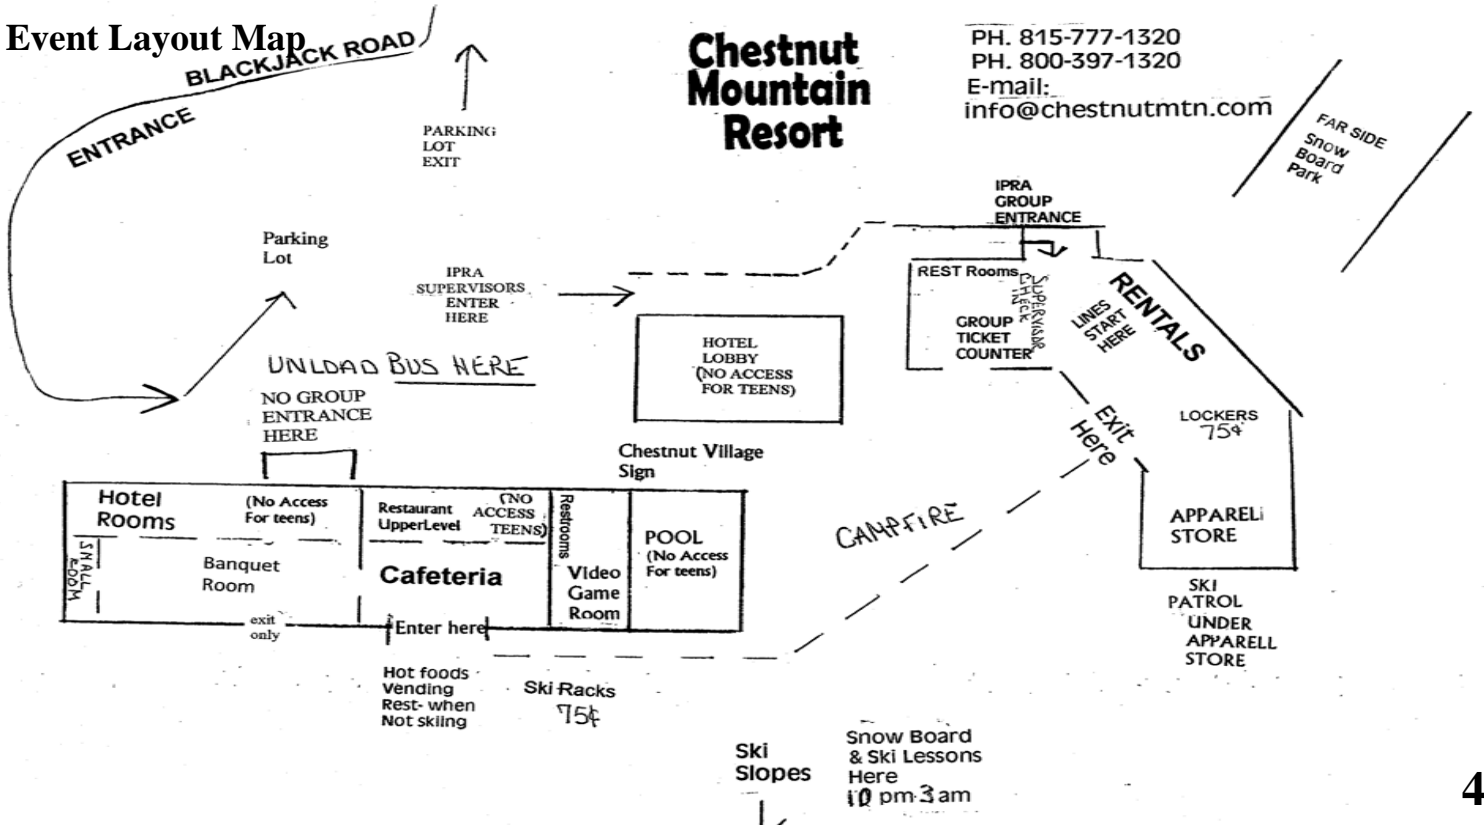 Event Layout Map
BLACKJACK ROAD
ENTRANCE
PARKING
LOT
EXIT
Chestnut
Mountain
Resort
PH. 815-777-1320
PH. 800-397-1320
E-mail:
info@chestnutmtn.com
FAR SIDE
Snow
Board
Park
Parking
Lot
IPRA
SUPERVISORS
ENTER
HERE
IPRA
GROUP
ENTRANCE
REST Rooms
SUPERVISOR
CHECK
IN
GROUP
TICKET
COUNTER
LINES
START
HERE
RENTALS
UNLOAD BUS HERE
NO GROUP
ENTRANCE
HERE
HOTEL
LOBBY
(NO ACCESS
FOR TEENS)
Exit
Here
LOCKERS
75¢
Chestnut Village
Sign
Hotel
Rooms
(No Access
For teens)
Restaurant
UpperLevel
(NO
ACCESS
TEENS)
Restrooms
POOL
(No Access
For teens)
SMALL
ROOM
Banquet
Room
Cafeteria
Video
Game
Room
exit
only
Enter here
CAMPFIRE
APPARELL
STORE
SKI
PATROL
UNDER
APPARELL
STORE
Hot foods
Vending
Rest- when
Not skiing
Ski Racks
75¢
Ski
Slopes
Snow Board
& Ski Lessons
Here
10 pm-3 am
4